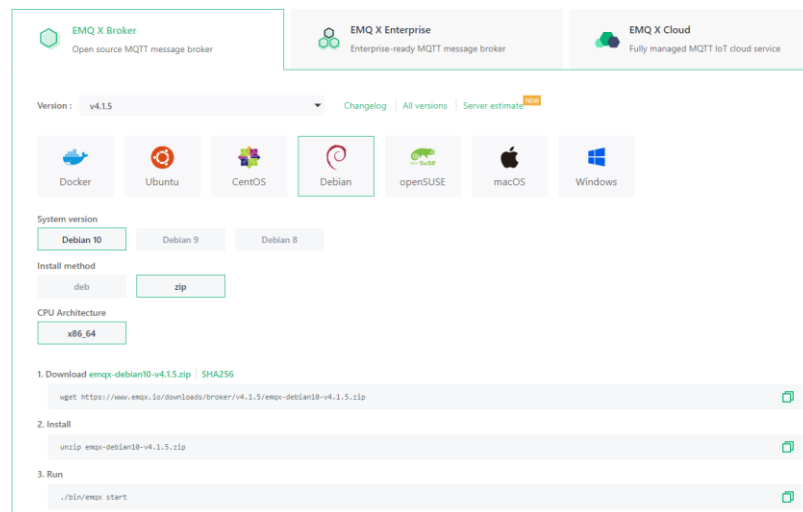 EMQ X Broker
Open source MQTT message broker
EMQ X Enterprise
Enterprise-ready MQTT message broker
EMQ X Cloud
Fully managed MQTT IoT cloud service
Version : v4.1.5 Changelog All versions Server estimate NEW
Docker Ubuntu CentOS Debian openSUSE macOS Windows
System version
Debian 10 Debian 9 Debian 8
Install method
deb zip
CPU Architecture
x86_64
1. Download emqx-debian10-v4.1.5.zip SHA256
wget https://www.emqx.io/downloads/broker/v4.1.5/emqx-debian10-v4.1.5.zip
2. Install
unzip emqx-debian10-v4.1.5.zip
3. Run
./bin/emqx start